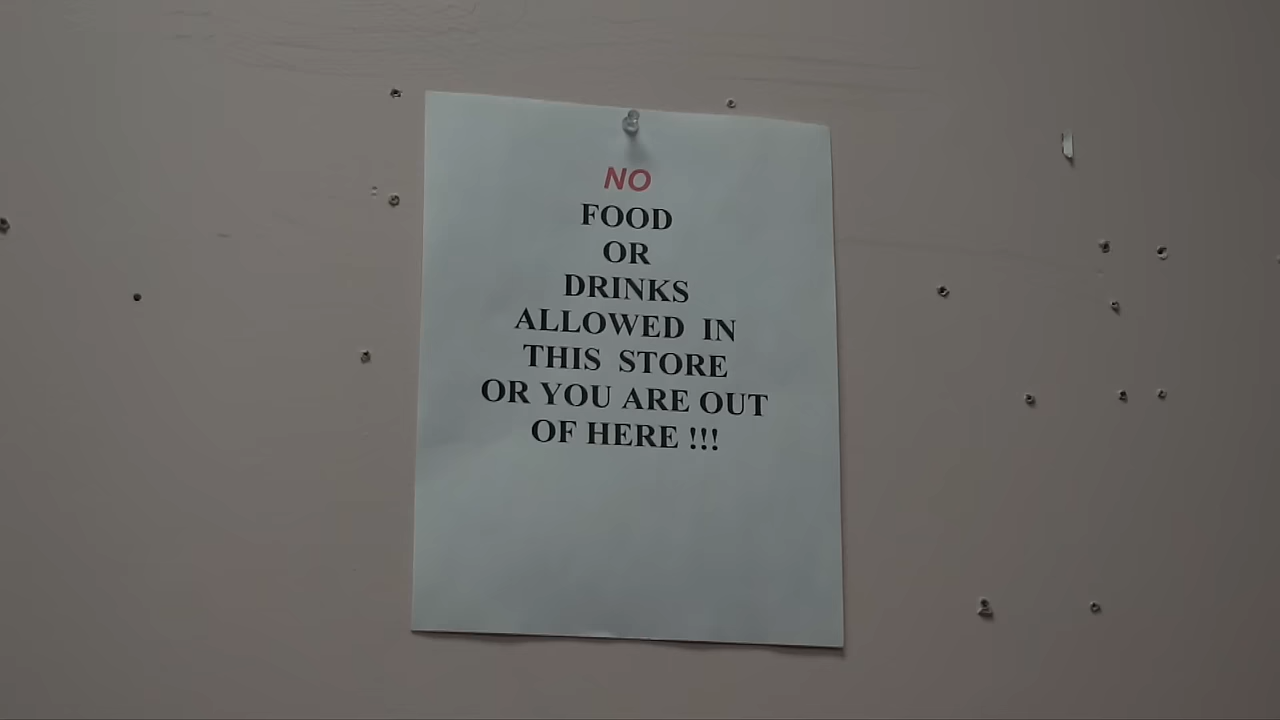 NO
FOOD
OR
DRINKS
ALLOWED IN
THIS STORE
OR YOU ARE OUT
OF HERE !!!